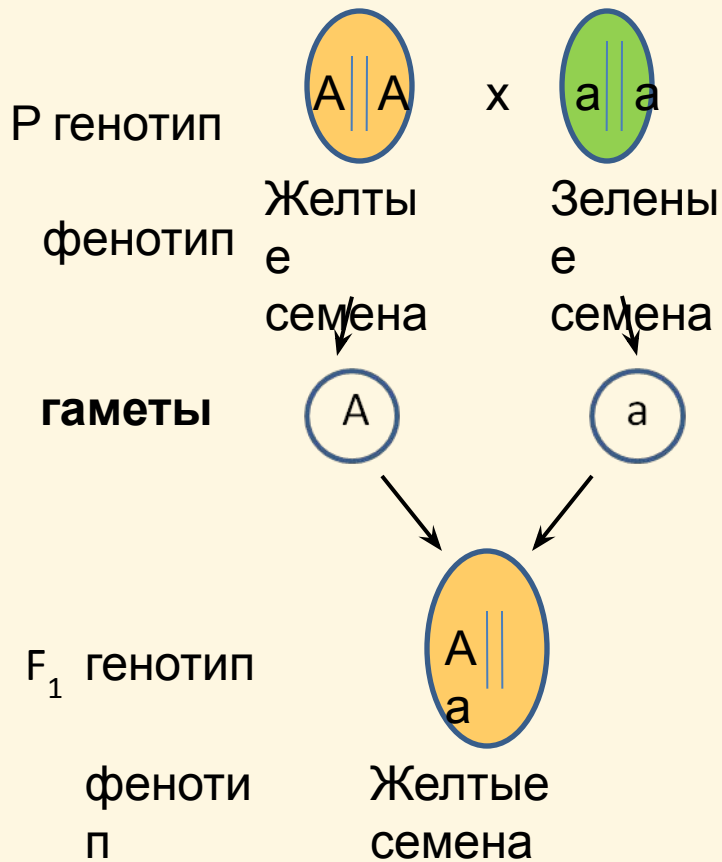 A A x a a
P генотип
Желты
е
семена
Зелены
е
семена
фенотип
гаметы A a
F1 генотип
A
a
феноти
п
Желтые
семена